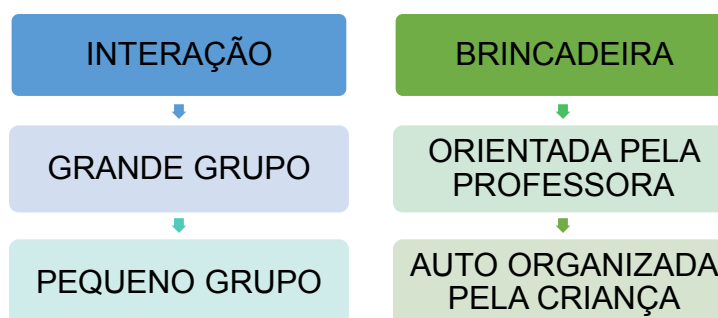 INTERAÇÃO
GRANDE GRUPO
PEQUENO GRUPO
BRINCADEIRA
ORIENTADA PELA
PROFESSORA
AUTO ORGANIZADA
PELA CRIANÇA